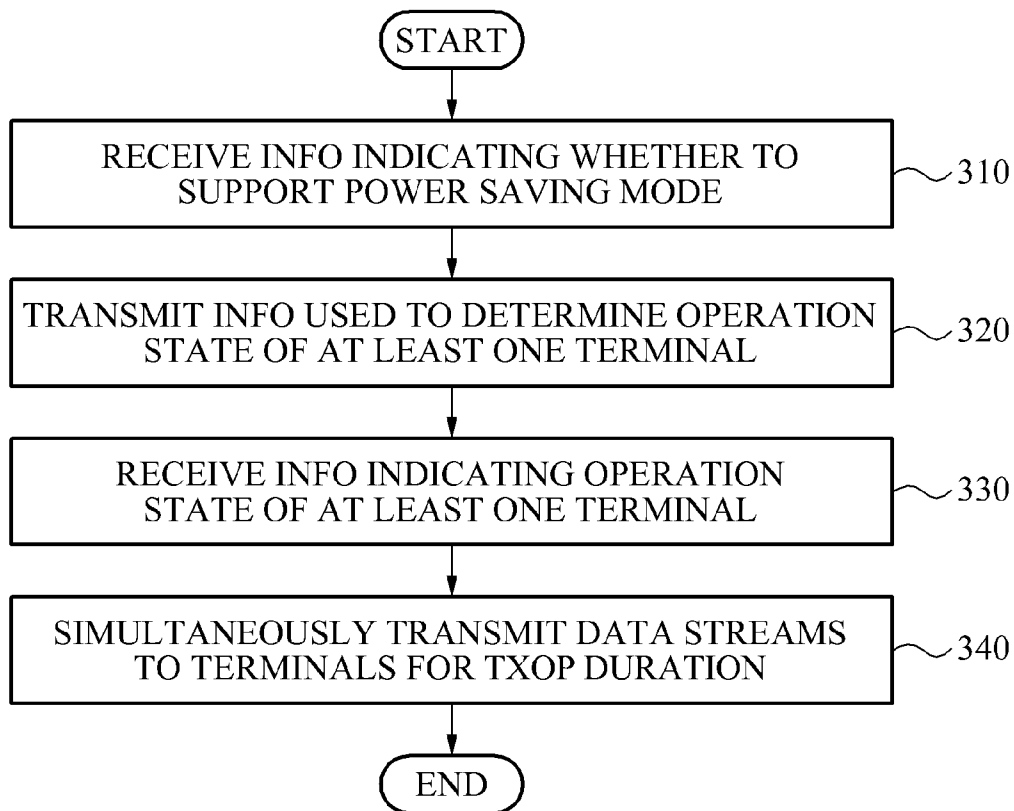 START
RECEIVE INFO INDICATING WHETHER TO
SUPPORT POWER SAVING MODE
310
TRANSMIT INFO USED TO DETERMINE OPERATION
STATE OF AT LEAST ONE TERMINAL
320
RECEIVE INFO INDICATING OPERATION
STATE OF AT LEAST ONE TERMINAL
330
SIMULTANEOUSLY TRANSMIT DATA STREAMS
TO TERMINALS FOR TXOP DURATION
340
END